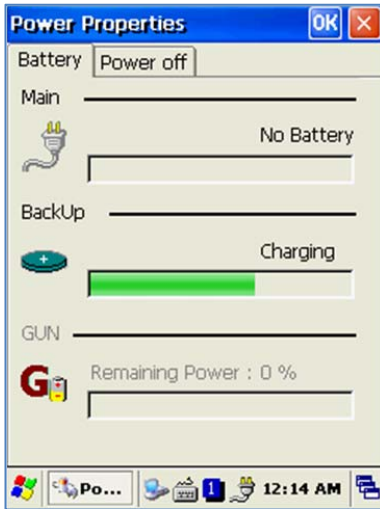 Power Properties OK
Battery Power off
Main
No Battery
BackUp
Charging
GUN
G
Remaining Power : 0 %
Po... 1 12:14 AM